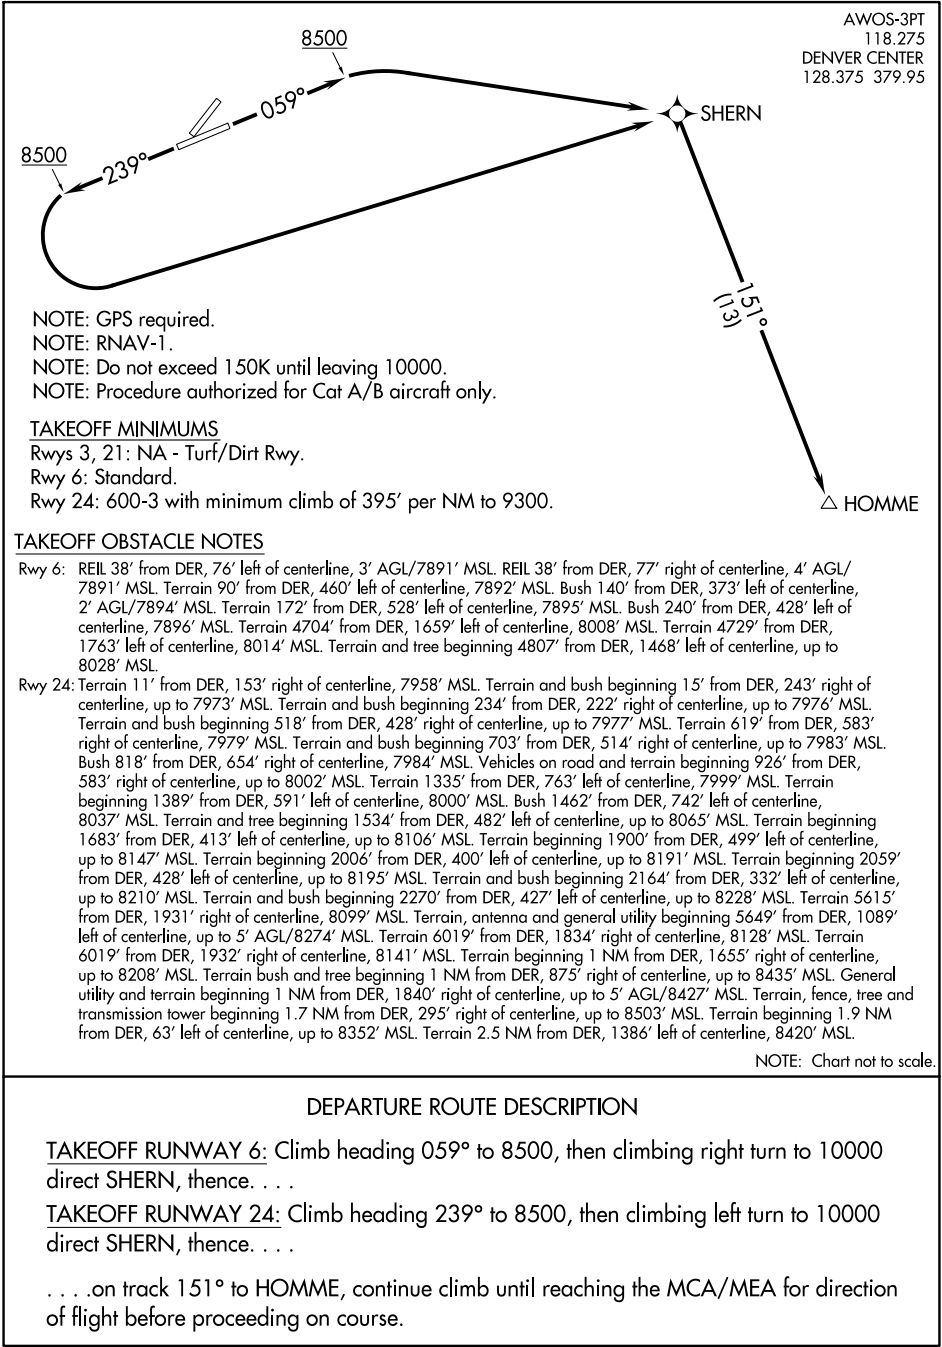 AWOS-3PT
118.275
DENVER CENTER
128.375 379.95
8500
059°
8500
239°
SHERN
151°
(13)
HOMME
NOTE: GPS required.
NOTE: RNAV-1.
NOTE: Do not exceed 150K until leaving 10000.
NOTE: Procedure authorized for Cat A/B aircraft only.
TAKEOFF MINIMUMS
Rwys 3, 21: NA - Turf/Dirt Rwy.
Rwy 6: Standard.
Rwy 24: 600-3 with minimum climb of 395′ per NM to 9300.
TAKEOFF OBSTACLE NOTES
Rwy 6: REIL 38′ from DER, 76′ left of centerline, 3′ AGL/7891′ MSL. REIL 38′ from DER, 77′ right of centerline, 4′ AGL/
7891′ MSL. Terrain 90′ from DER, 460′ left of centerline, 7892′ MSL. Bush 140′ from DER, 373′ left of centerline,
2′ AGL/7894′ MSL. Terrain 172′ from DER, 528′ left of centerline, 7895′ MSL. Bush 240′ from DER, 428′ left of
centerline, 7896′ MSL. Terrain 4704′ from DER, 1659′ left of centerline, 8008′ MSL. Terrain 4729′ from DER,
1763′ left of centerline, 8014′ MSL. Terrain and tree beginning 4807′ from DER, 1468′ left of centerline, up to
8028′ MSL.
Rwy 24: Terrain 11′ from DER, 153′ right of centerline, 7958′ MSL. Terrain and bush beginning 15′ from DER, 243′ right of
centerline, up to 7973′ MSL. Terrain and bush beginning 234′ from DER, 222′ right of centerline, up to 7976′ MSL.
Terrain and bush beginning 518′ from DER, 428′ right of centerline, up to 7977′ MSL. Terrain 619′ from DER, 583′
right of centerline, 7979′ MSL. Terrain and bush beginning 703′ from DER, 514′ right of centerline, up to 7983′ MSL.
Bush 818′ from DER, 654′ right of centerline, 7984′ MSL. Vehicles on road and terrain beginning 926′ from DER,
583′ right of centerline, up to 8002′ MSL. Terrain 1335′ from DER, 763′ left of centerline, 7999′ MSL. Terrain
beginning 1389′ from DER, 591′ left of centerline, 8000′ MSL. Bush 1462′ from DER, 742′ left of centerline,
8037′ MSL. Terrain and tree beginning 1534′ from DER, 482′ left of centerline, up to 8065′ MSL. Terrain beginning
1683′ from DER, 413′ left of centerline, up to 8106′ MSL. Terrain beginning 1900′ from DER, 499′ left of centerline,
up to 8147′ MSL. Terrain beginning 2006′ from DER, 400′ left of centerline, up to 8191′ MSL. Terrain beginning 2059′
from DER, 428′ left of centerline, up to 8195′ MSL. Terrain and bush beginning 2164′ from DER, 332′ left of centerline,
up to 8210′ MSL. Terrain and bush beginning 2270′ from DER, 427′ left of centerline, up to 8228′ MSL. Terrain 5615′
from DER, 1931′ right of centerline, 8099′ MSL. Terrain, antenna and general utility beginning 5649′ from DER, 1089′
left of centerline, up to 5′ AGL/8274′ MSL. Terrain 6019′ from DER, 1834′ right of centerline, 8128′ MSL. Terrain
6019′ from DER, 1932′ right of centerline, 8141′ MSL. Terrain beginning 1 NM from DER, 1655′ right of centerline,
up to 8208′ MSL. Terrain bush and tree beginning 1 NM from DER, 875′ right of centerline, up to 8435′ MSL. General
utility and terrain beginning 1 NM from DER, 1840′ right of centerline, up to 5′ AGL/8427′ MSL. Terrain, fence, tree and
transmission tower beginning 1.7 NM from DER, 295′ right of centerline, up to 8503′ MSL. Terrain beginning 1.9 NM
from DER, 63′ left of centerline, up to 8352′ MSL. Terrain 2.5 NM from DER, 1386′ left of centerline, 8420′ MSL.
NOTE: Chart not to scale.
DEPARTURE ROUTE DESCRIPTION
TAKEOFF RUNWAY 6: Climb heading 059° to 8500, then climbing right turn to 10000
direct SHERN, thence. . . .
TAKEOFF RUNWAY 24: Climb heading 239° to 8500, then climbing left turn to 10000
direct SHERN, thence. . . .
. . . .on track 151° to HOMME, continue climb until reaching the MCA/MEA for direction
of flight before proceeding on course.